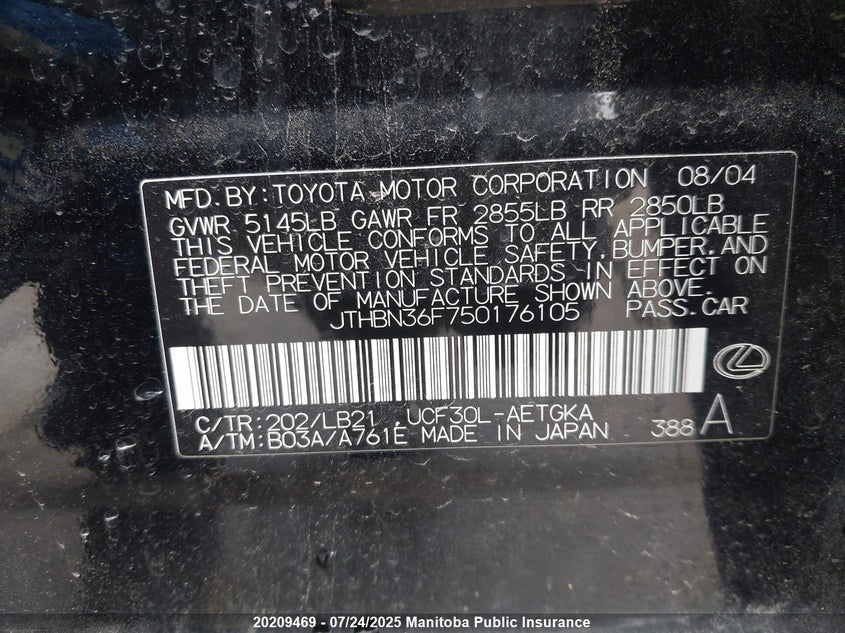 MFD. BY: TOYOTA MOTOR CORPORATION 08/04
GVWR 5145LB GAWR FR 2855LB RR 2850LB
THIS VEHICLE CONFORMS TO ALL APPLICABLE
FEDERAL MOTOR VEHICLE SAFETY, BUMPER, AND
THEFT PREVENTION STANDARDS IN EFFECT ON
THE DATE OF MANUFACTURE SHOWN ABOVE.
JTHBN36F750176105 PASS. CAR
C/TR: 202/LB21 , UCF30L-AETGKA
A/TM: B03A/A761E MADE IN JAPAN 388 A
20209469 - 07/24/2025 Manitoba Public Insurance